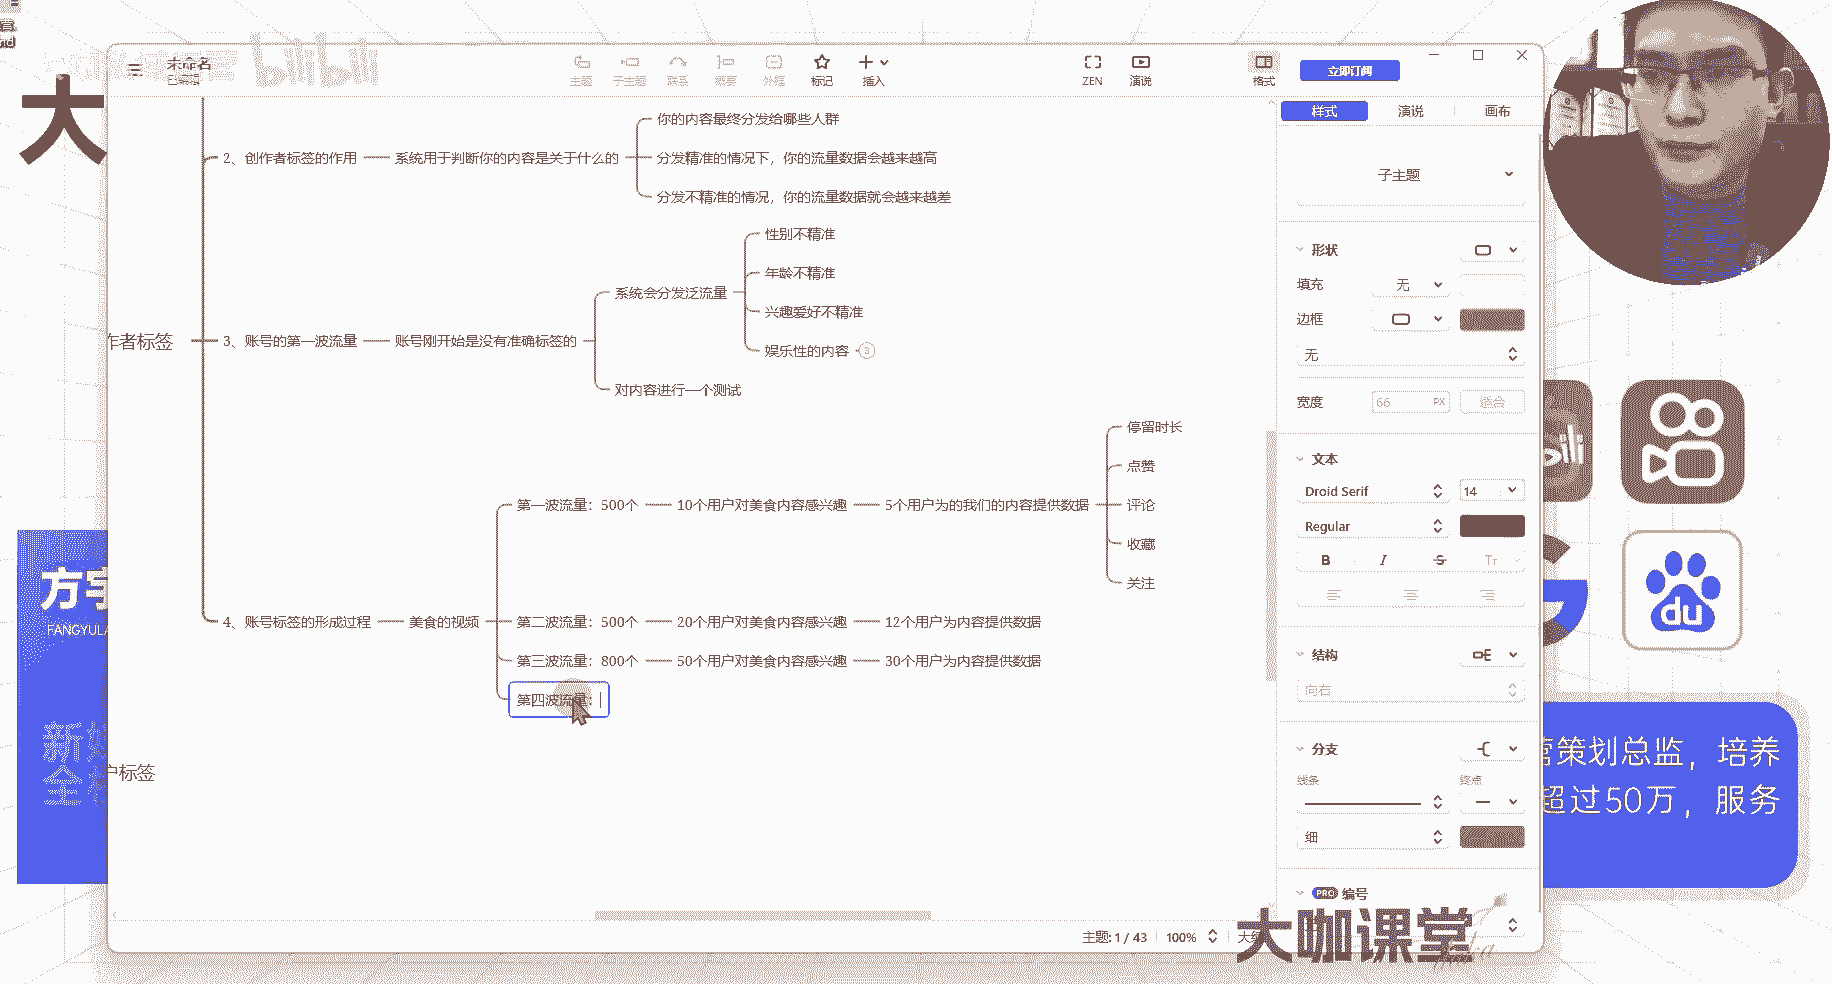 大
bilibili
未命名
已编辑
主题
子主题
联系
概要
外框
标记
插入
ZEN
演说
格式
立即订阅
样式
演说
画布
你的内容最终分发给哪些人群
2、创作者标签的作用
系统用于判断你的内容是关于什么的
分发精准的情况下，你的流量数据会越来越高
分发不精准的情况，你的流量数据就会越来越差
性别不精准
年龄不精准
系统会分发泛流量
兴趣爱好不精准
作者标签
3、账号的第一波流量
账号刚开始是没有准确标签的
娱乐性的内容
3
对内容进行一个测试
停留时长
点赞
第一波流量：500个
10个用户对美食内容感兴趣
5个用户为的我们的内容提供数据
评论
收藏
关注
4、账号标签的形成过程
美食的视频
第二波流量：500个
20个用户对美食内容感兴趣
12个用户为内容提供数据
第三波流量：800个
50个用户对美食内容感兴趣
30个用户为内容提供数据
第四波流量：
户标签
子主题
形状
填充
无
边框
无
宽度
66
PX
适合
文本
Droid Serif
14
Regular
B
I
S
Tт
结构
向右
分支
线条
终点
细
PRO
编号
主题: 1 / 43
100%
大纲
方宇
FANGYULA
新
全
du
营策划总监，培养
超过50万，服务
大咖课堂